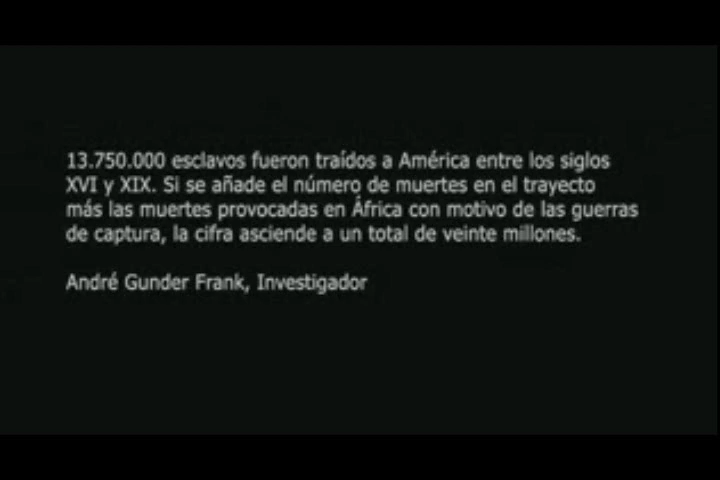 13.750.000 esclavos fueron traídos a América entre los siglos
XVI y XIX. Si se añade el número de muertes en el trayecto
más las muertes provocadas en África con motivo de las guerras
de captura, la cifra asciende a un total de veinte millones.
André Gunder Frank, Investigador